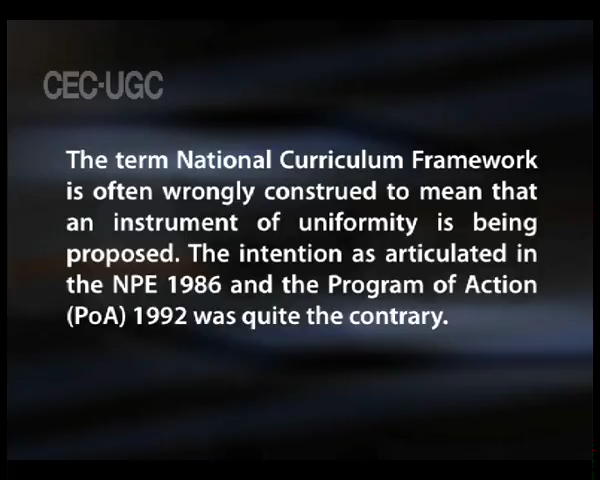 CEC-UGC
The term National Curriculum Framework
is often wrongly construed to mean that
an instrument of uniformity is being
proposed. The intention as articulated in
the NPE 1986 and the Program of Action
(PoA) 1992 was quite the contrary.